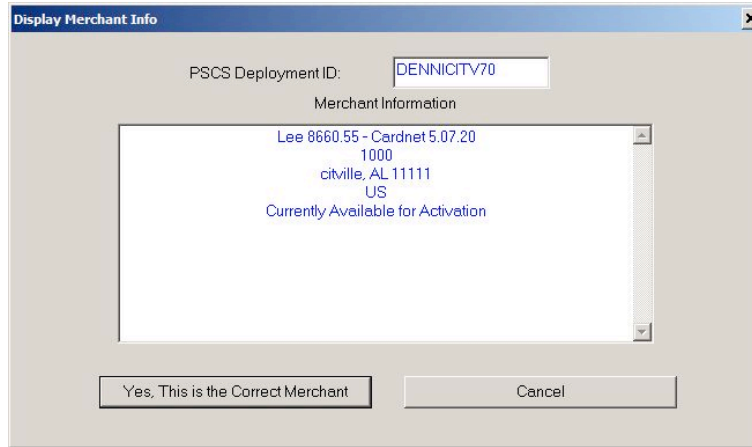 Display Merchant Info
PSCS Deployment ID: DENNICITV70
Merchant Information
Lee 8660.55 - Cardnet 5.07.20
1000
citville, AL 11111
US
Currently Available for Activation
Yes, This is the Correct Merchant
Cancel